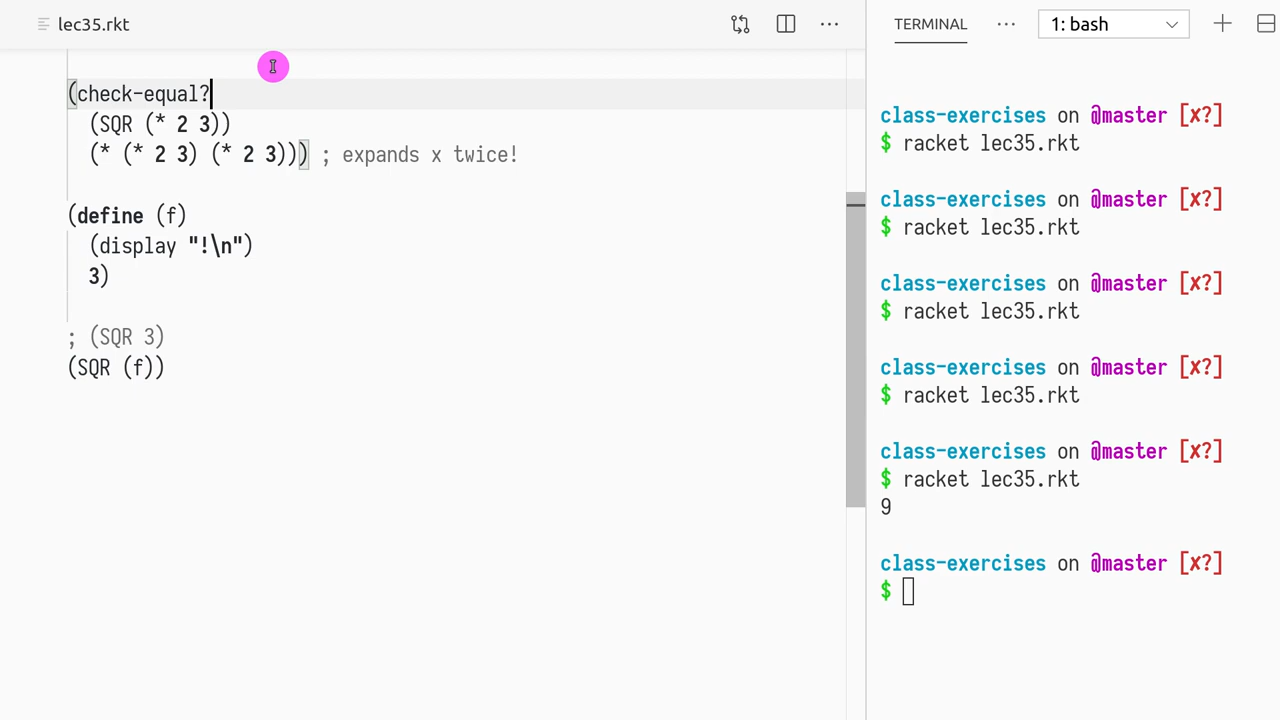 lec35.rkt
(check-equal?
(SQR (* 2 3))
(* (* 2 3) (* 2 3))) ; expands x twice!
(define (f)
(display "!\n")
3)
; (SQR 3)
(SQR (f))
TERMINAL
1: bash
class-exercises on @master [✗?]
$ racket lec35.rkt
class-exercises on @master [✗?]
$ racket lec35.rkt
class-exercises on @master [✗?]
$ racket lec35.rkt
class-exercises on @master [✗?]
$ racket lec35.rkt
class-exercises on @master [✗?]
$ racket lec35.rkt
9
class-exercises on @master [✗?]
$